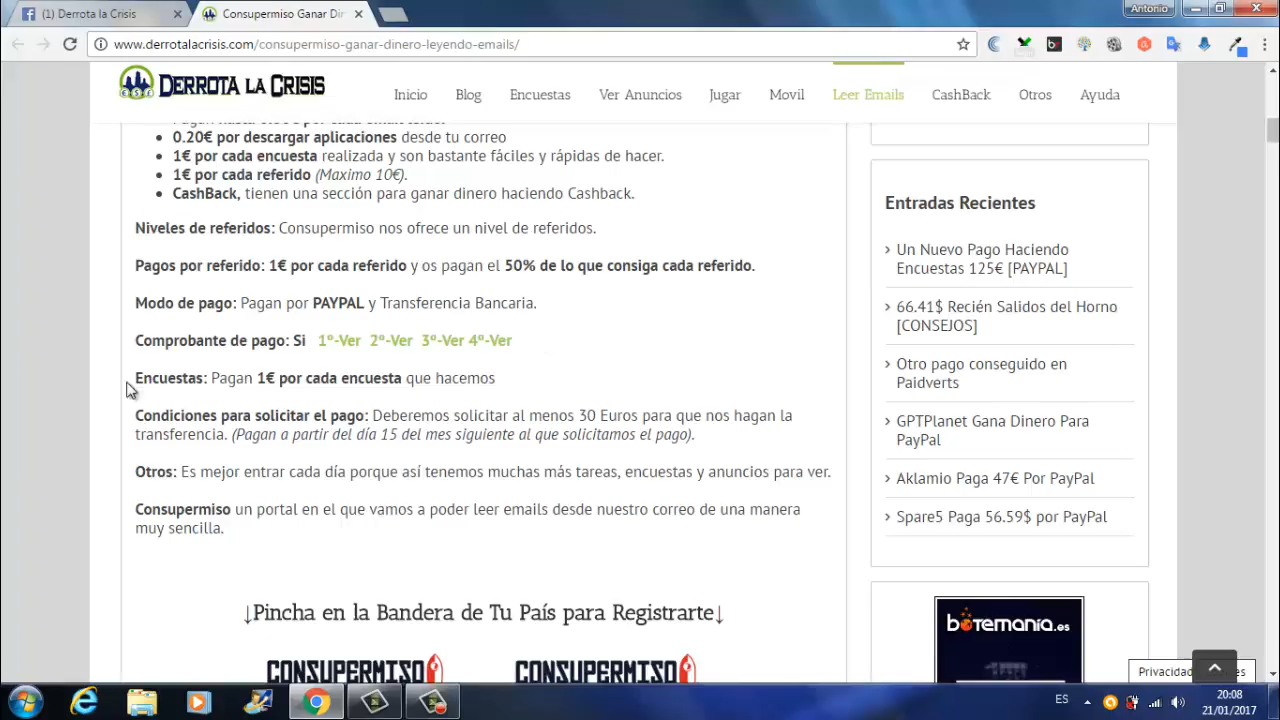 (1) Derrota la Crisis
Consupermiso Ganar Di
Antonio
www.derrotalacrisis.com/consupermiso-ganar-dinero-leyendo-emails/
DERROTA LA CRISIS
Inicio Blog Encuestas Ver Anuncios Jugar Movil Leer Emails CashBack Otros Ayuda
0.20€ por descargar aplicaciones desde tu correo
1€ por cada encuesta realizada y son bastante fáciles y rápidas de hacer.
1€ por cada referido (Maximo 10€).
CashBack, tienen una sección para ganar dinero haciendo Cashback.
Niveles de referidos: Consupermiso nos ofrece un nivel de referidos.
Pagos por referido: 1€ por cada referido y os pagan el 50% de lo que consiga cada referido.
Modo de pago: Pagan por PAYPAL y Transferencia Bancaria.
Comprobante de pago: Si 1º-Ver 2º-Ver 3º-Ver 4º-Ver
Encuestas: Pagan 1€ por cada encuesta que hacemos
Condiciones para solicitar el pago: Deberemos solicitar al menos 30 Euros para que nos hagan la
transferencia. (Pagan a partir del día 15 del mes siguiente al que solicitamos el pago).
Otros: Es mejor entrar cada día porque así tenemos muchas más tareas, encuestas y anuncios para ver.
Consupermiso un portal en el que vamos a poder leer emails desde nuestro correo de una manera
muy sencilla.
↓Pincha en la Bandera de Tu País para Registrarte↓
CONSUPERMISO CONSUPERMISO
Entradas Recientes
Un Nuevo Pago Haciendo
Encuestas 125€ [PAYPAL]
66.41$ Recién Salidos del Horno
[CONSEJOS]
Otro pago conseguido en
Paidverts
GPTPlanet Gana Dinero Para
PayPal
Aklamio Paga 47€ Por PayPal
Spare5 Paga 56.59$ por PayPal
botemania.es
Privacidad
ES
20:08
21/01/2017